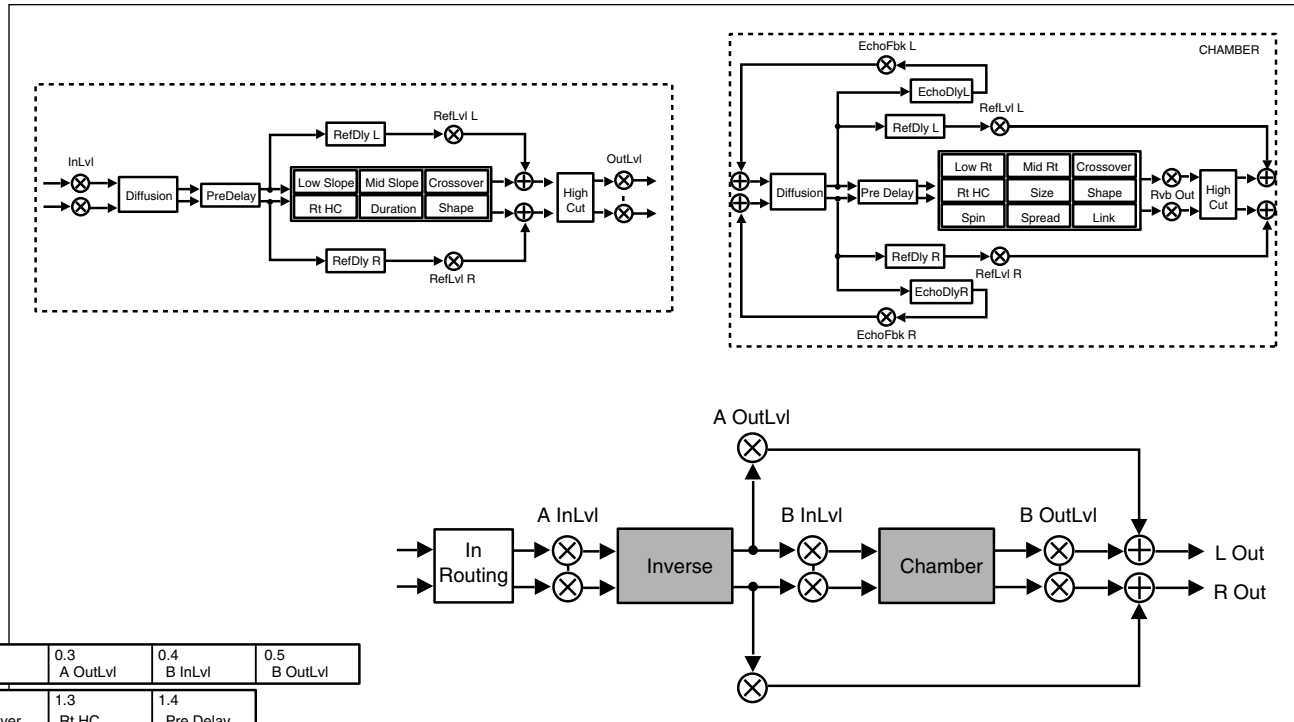 EchoFbk L
CHAMBER
EchoDlyL
RefLvl L
RefDly L
RefLvl L
RefDly L
InLvl
OutLvl
Diffusion
PreDelay
Low Slope
Mid Slope
Crossover
Rt HC
Duration
Shape
High
Cut
RefDly R
RefLvl R
Diffusion
Pre Delay
Low Rt
Mid Rt
Crossover
Rt HC
Size
Shape
Spin
Spread
Link
Rvb Out
High
Cut
RefDly R
RefLvl R
EchoDlyR
EchoFbk R
A OutLvl
A InLvl
B InLvl
B OutLvl
In
Routing
Inverse
Chamber
L Out
R Out
0.3
A OutLvl
0.4
B InLvl
0.5
B OutLvl
1.3
Rt HC
1.4
Pre Delay